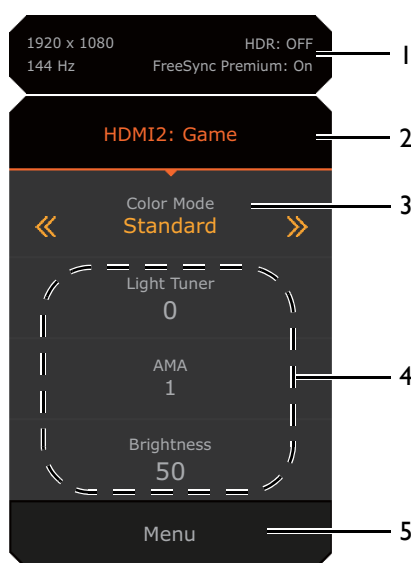 1920 x 1080 HDR: OFF
144 Hz FreeSync Premium: On
1
HDMI2: Game
2
Color Mode
3
Standard
Light Tuner
0
AMA
1
4
Brightness
50
Menu
5